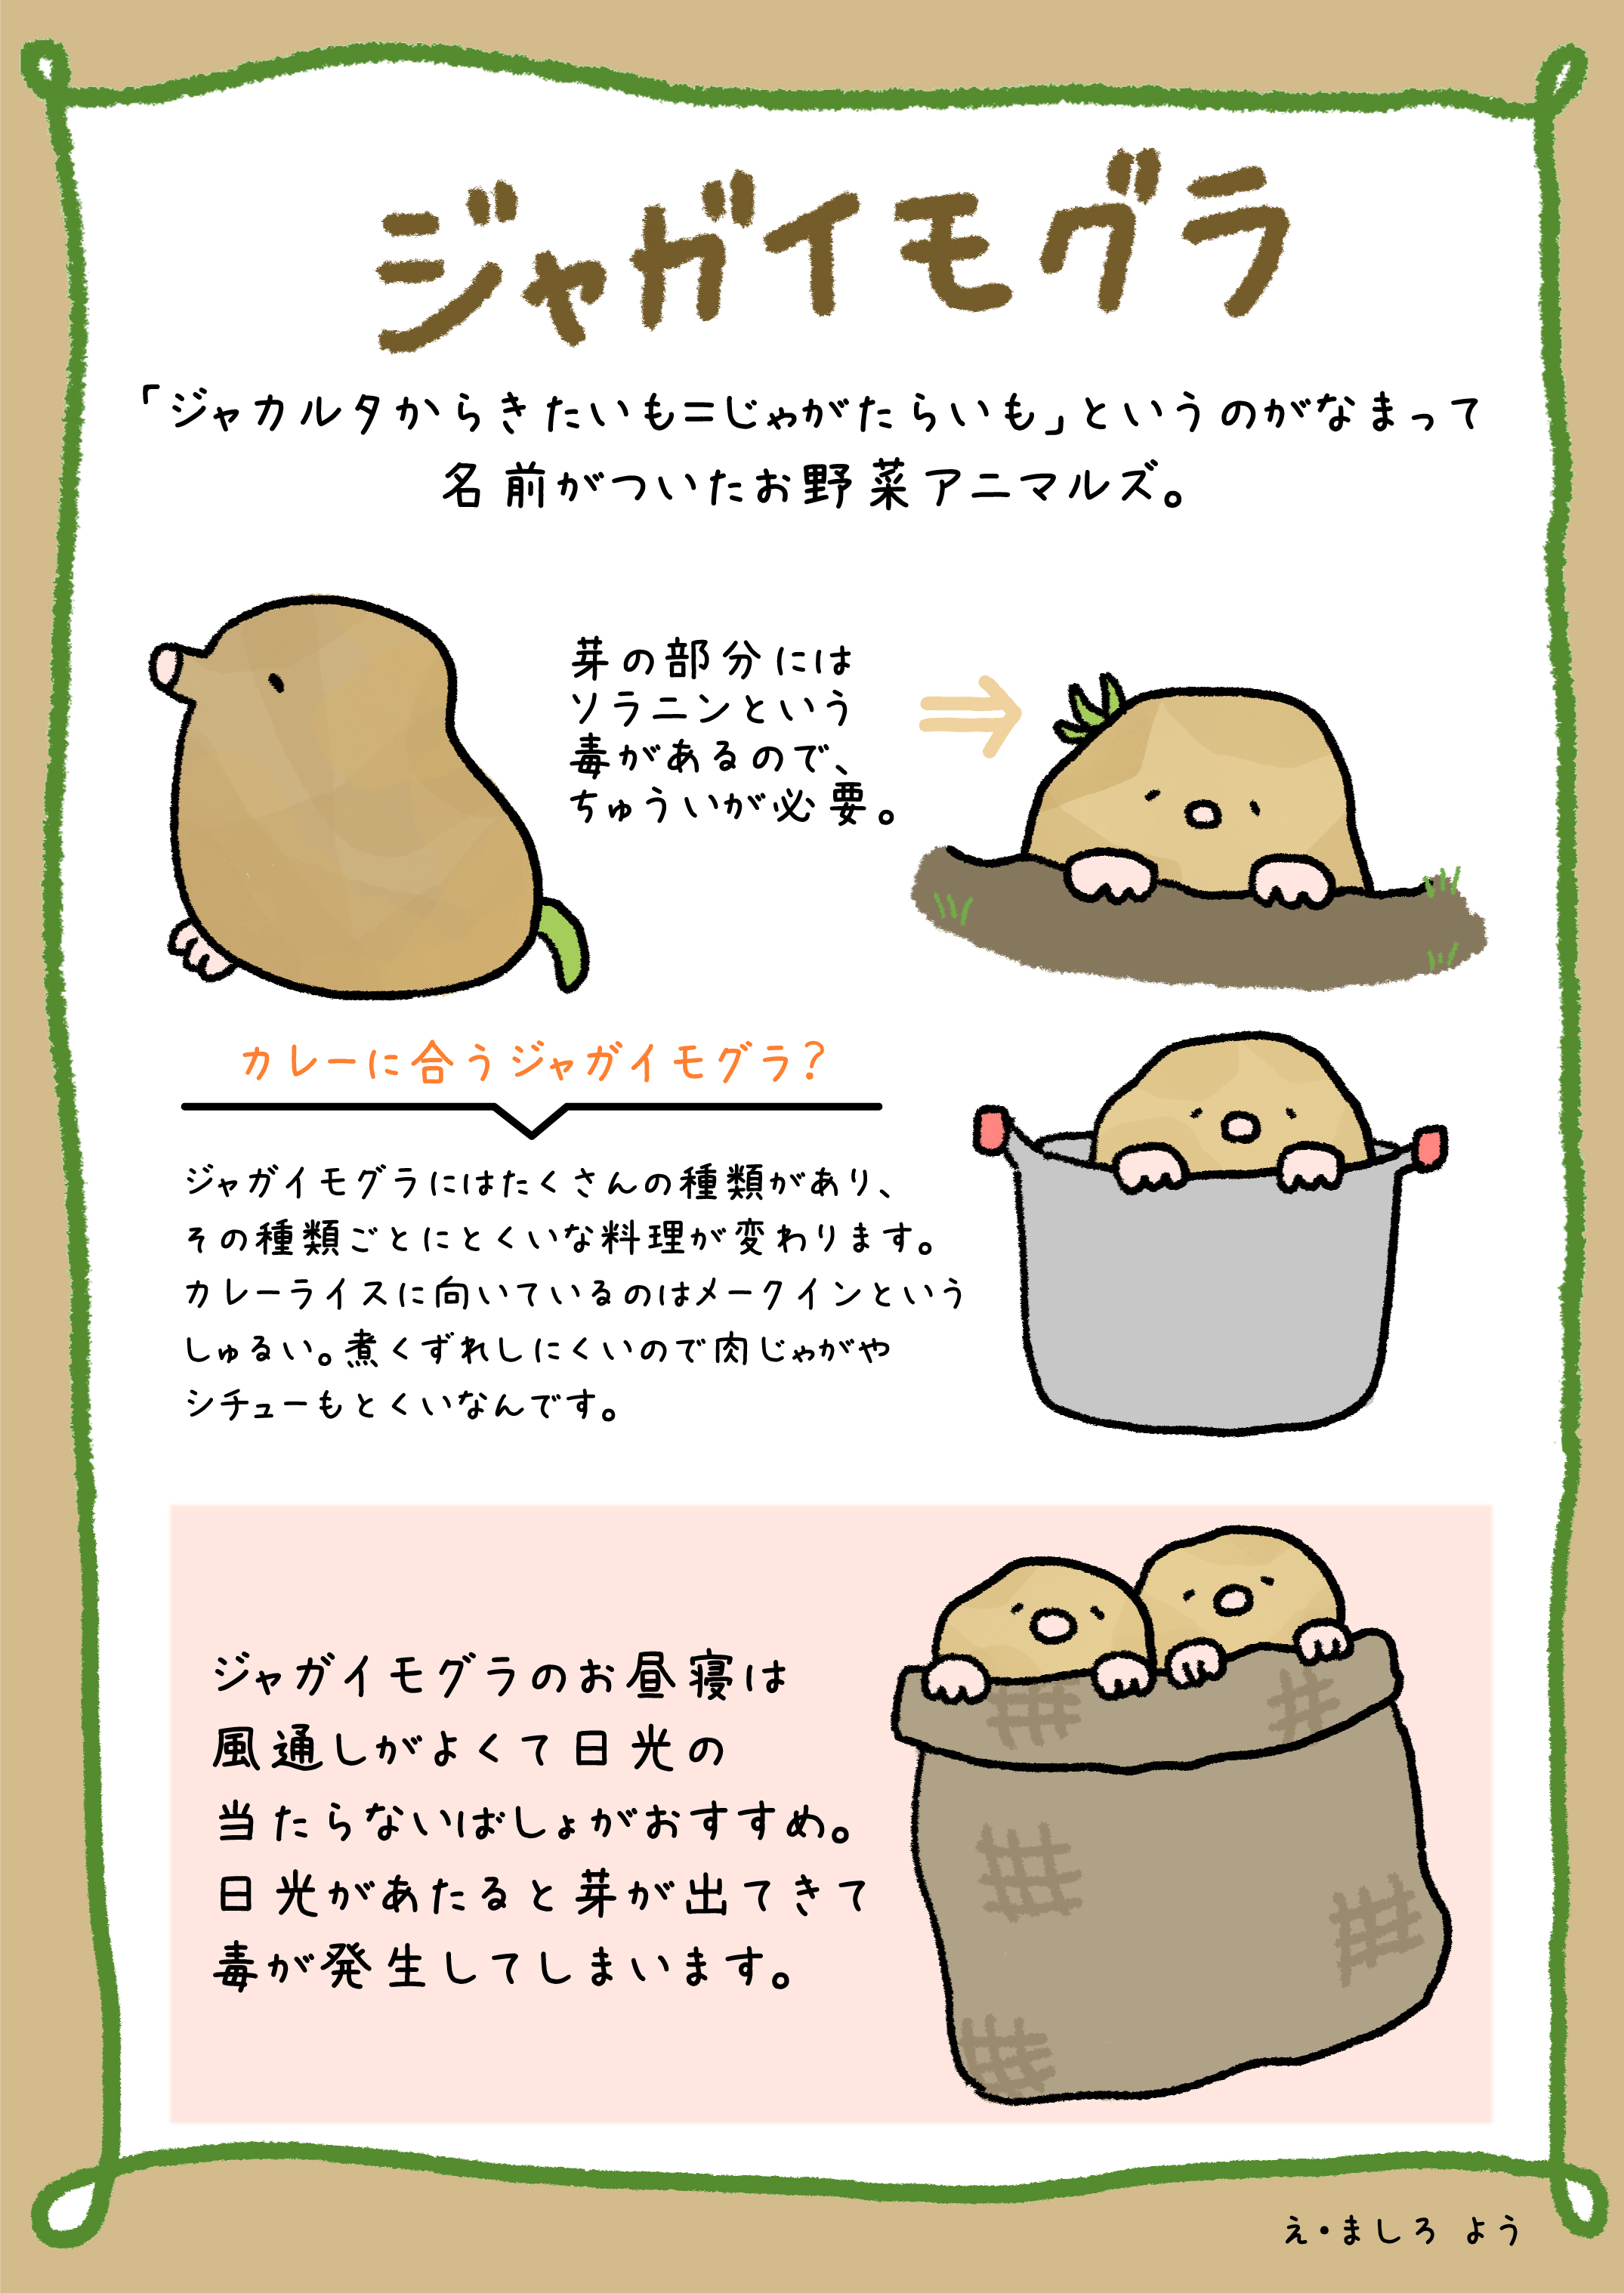 ジャガイモグラ
「ジャカルタからきたいも=じゃがたらいも」というのがなまって
名前がついたお野菜アニマルズ。
芽の部分には
ソラニンという
毒があるので、
ちゅういが必要。
カレーに合うジャガイモグラ?
ジャガイモグラにはたくさんの種類があり、
その種類ごとにとくいな料理が変わります。
カレーライスに向いているのはメークインという
しゅるい。煮くずれしにくいので肉じゃがや
シチューもとくいなんです。
ジャガイモグラのお昼寝は
風通しがよくて日光の
当たらないばしょがおすすめ。
日光があたると芽が出てきて
毒が発生してしまいます。
え・ましろ よう